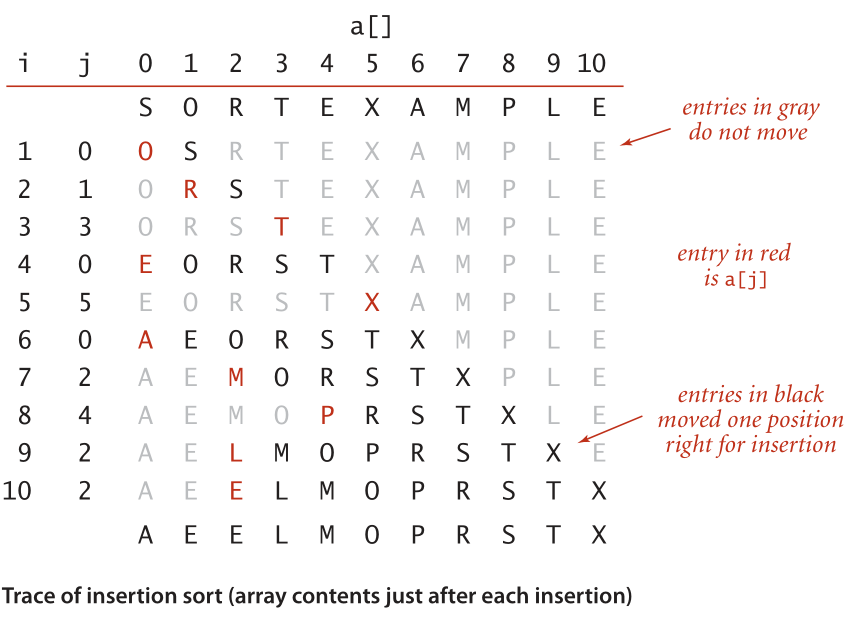 a[]
i j 0 1 2 3 4 5 6 7 8 9 10
S O R T E X A M P L E
entries in gray
do not move
1 0 O S R T E X A M P L E
2 1 O R S T E X A M P L E
3 3 O R S T E X A M P L E
4 0 E O R S T X A M P L E
entry in red
is a[j]
5 5 E O R S T X A M P L E
6 0 A E O R S T X M P L E
7 2 A E M O R S T X P L E
entries in black
moved one position
right for insertion
8 4 A E M O P R S T X L E
9 2 A E L M O P R S T X E
10 2 A E E L M O P R S T X
A E E L M O P R S T X
Trace of insertion sort (array contents just after each insertion)